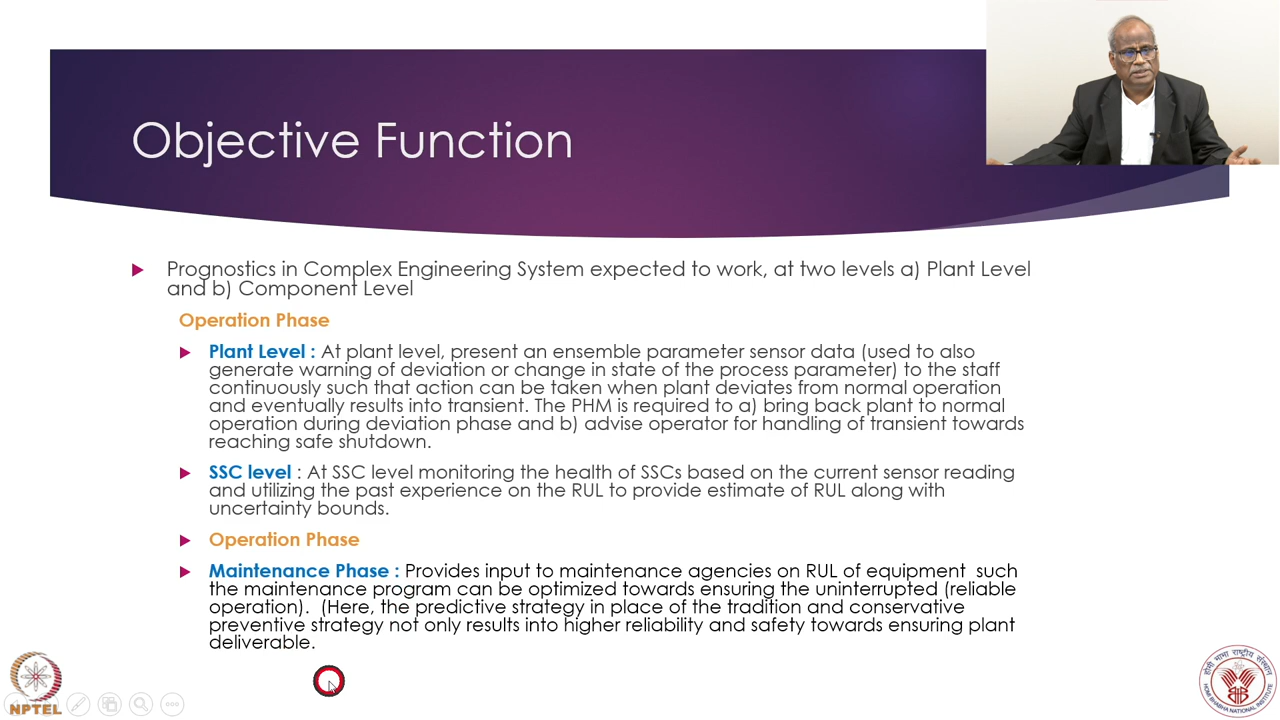 Objective Function
Prognostics in Complex Engineering System expected to work, at two levels a) Plant Level
and b) Component Level
Operation Phase
Plant Level : At plant level, present an ensemble parameter sensor data (used to also
generate warning of deviation or change in state of the process parameter) to the staff
continuously such that action can be taken when plant deviates from normal operation
and eventually results into transient. The PHM is required to a) bring back plant to normal
operation during deviation phase and b) advise operator for handling of transient towards
reaching safe shutdown.
SSC level : At SSC level monitoring the health of SSCs based on the current sensor reading
and utilizing the past experience on the RUL to provide estimate of RUL along with
uncertainty bounds.
Operation Phase
Maintenance Phase : Provides input to maintenance agencies on RUL of equipment such
the maintenance program can be optimized towards ensuring the uninterrupted (reliable
operation). (Here, the predictive strategy in place of the tradition and conservative
preventive strategy not only results into higher reliability and safety towards ensuring plant
deliverable.
NPTEL
होमी भाभा राष्ट्रीय संस्थान
HOMI BHABHA NATIONAL INSTITUTE